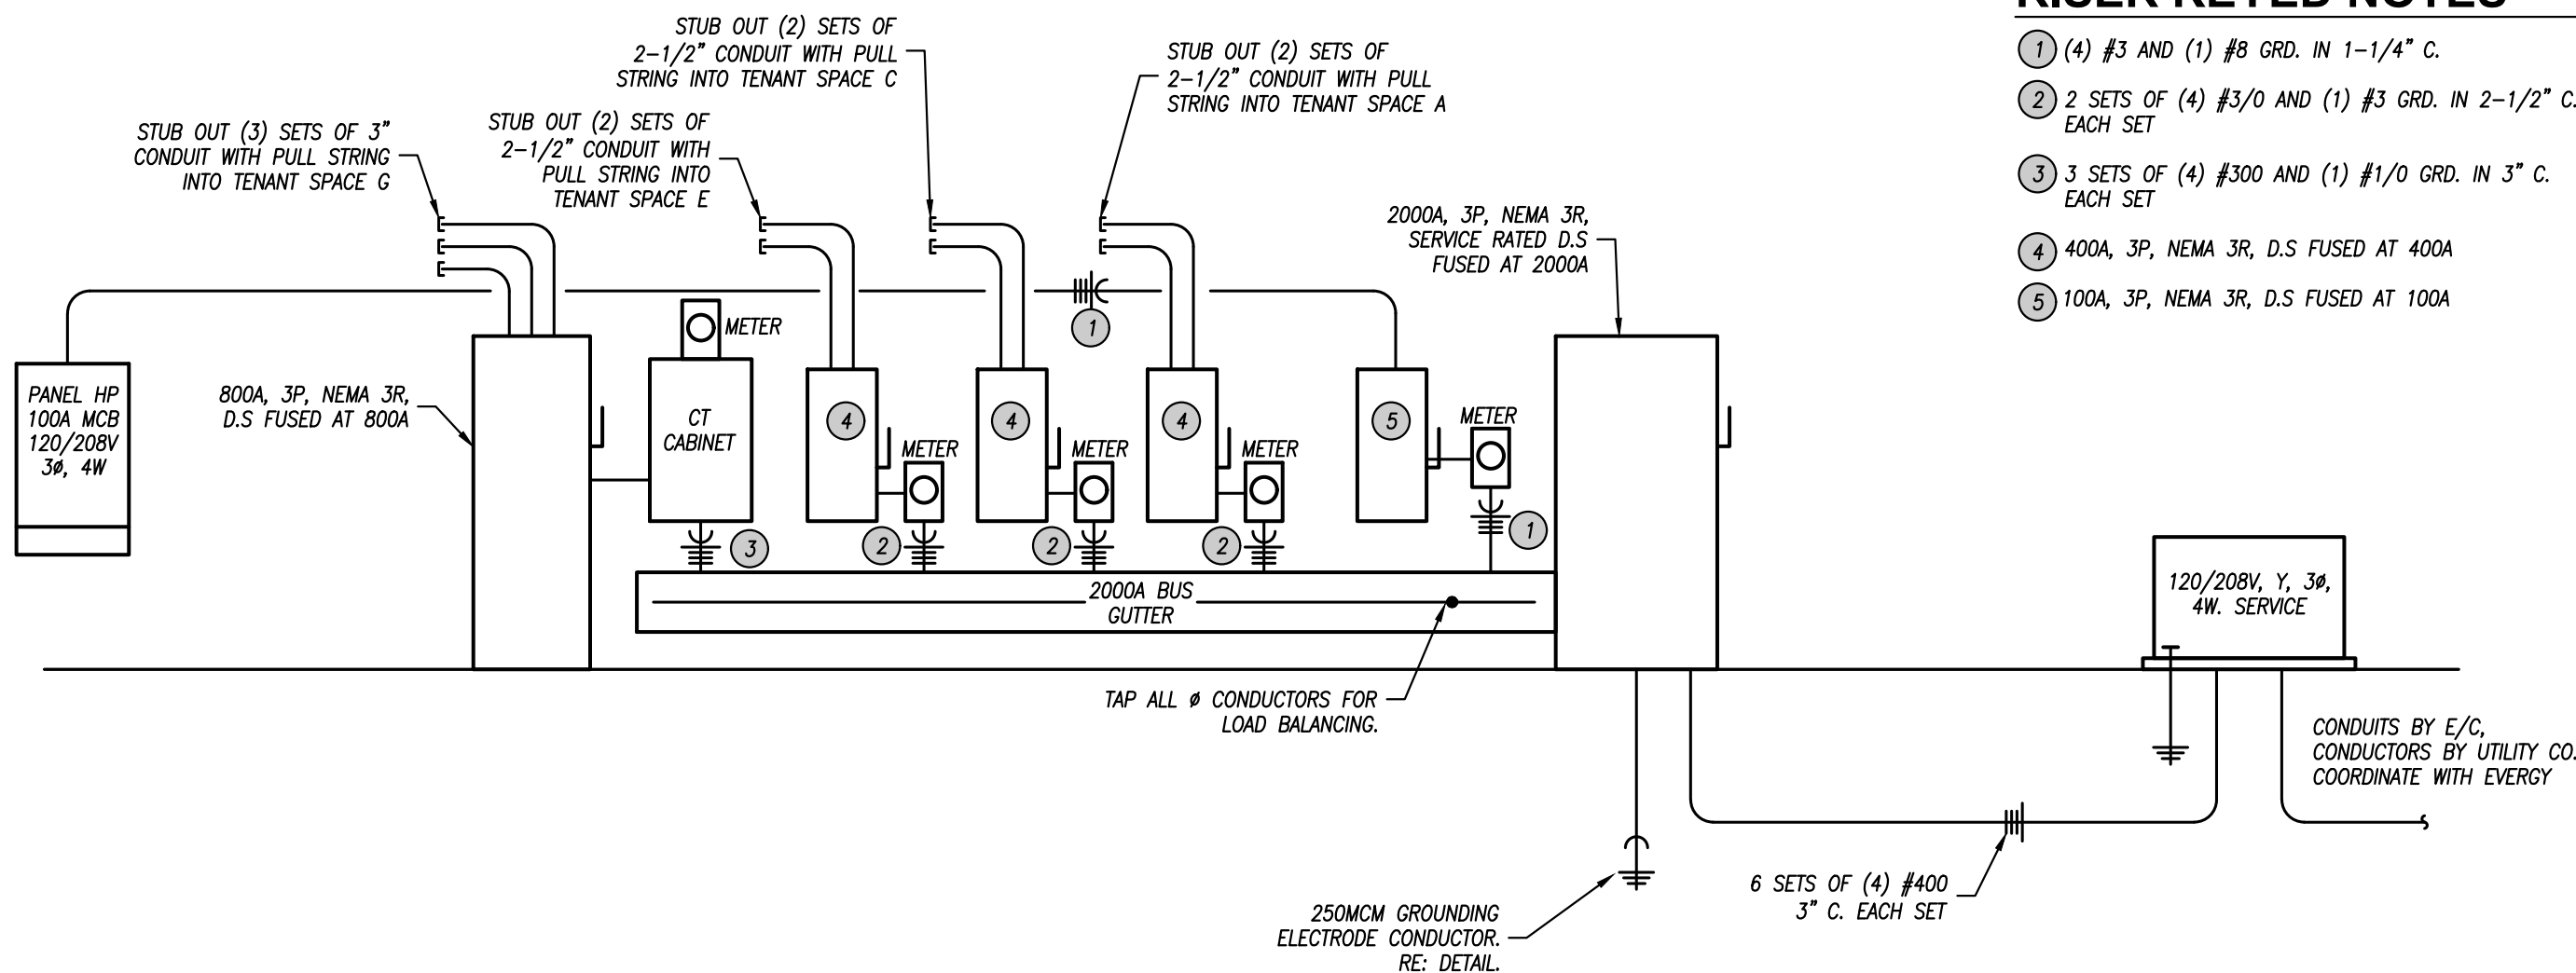 RISER KEYED NOTES
1 (4) #3 AND (1) #8 GRD. IN 1-1/4" C.
2 2 SETS OF (4) #3/0 AND (1) #3 GRD. IN 2-1/2" C.
EACH SET
3 3 SETS OF (4) #300 AND (1) #1/0 GRD. IN 3" C.
EACH SET
4 400A, 3P, NEMA 3R, D.S FUSED AT 400A
5 100A, 3P, NEMA 3R, D.S FUSED AT 100A
STUB OUT (3) SETS OF 3"
CONDUIT WITH PULL STRING
INTO TENANT SPACE G
STUB OUT (2) SETS OF
2-1/2" CONDUIT WITH
PULL STRING INTO
TENANT SPACE E
STUB OUT (2) SETS OF
2-1/2" CONDUIT WITH PULL
STRING INTO TENANT SPACE C
STUB OUT (2) SETS OF
2-1/2" CONDUIT WITH PULL
STRING INTO TENANT SPACE A
2000A, 3P, NEMA 3R,
SERVICE RATED D.S
FUSED AT 2000A
1
PANEL HP
100A MCB
120/208V
3ø, 4W
800A, 3P, NEMA 3R,
D.S FUSED AT 800A
METER
CT
CABINET
4
METER
4
METER
4
METER
5
METER
3
2
2
2
1
2000A BUS
GUTTER
120/208V, Y, 3ø,
4W. SERVICE
TAP ALL ø CONDUCTORS FOR
LOAD BALANCING.
CONDUITS BY E/C,
CONDUCTORS BY UTILITY CO.
COORDINATE WITH EVERGY
6 SETS OF (4) #400
3" C. EACH SET
250MCM GROUNDING
ELECTRODE CONDUCTOR.
RE: DETAIL.